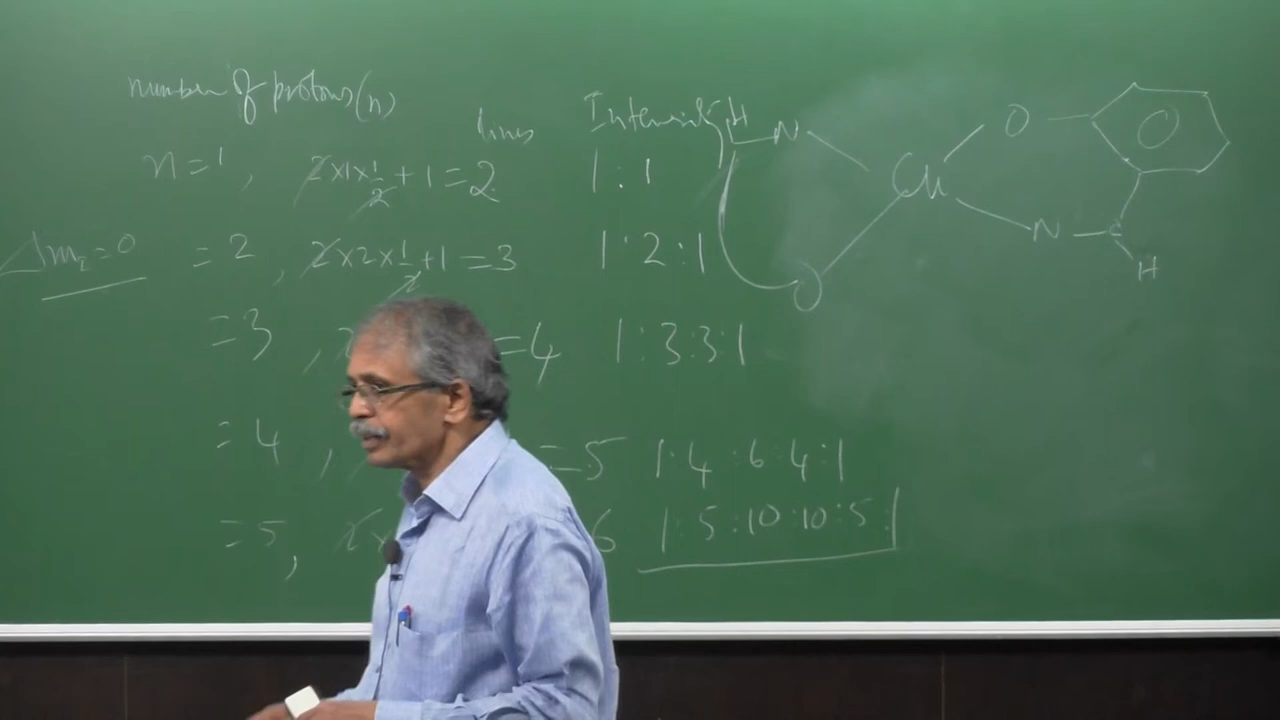 number of protons(n)
lines
Intensity
n=1, 2×1×1/2+1=2 1:1
Δm_I=0
=2, 2×2×1/2+1=3 1:2:1
=3, =4 1:3:3:1
=4, =5 1:4:6:4:1
=5, 2× 6 1:5:10:10:5:1
H N Cu O
O N C
H